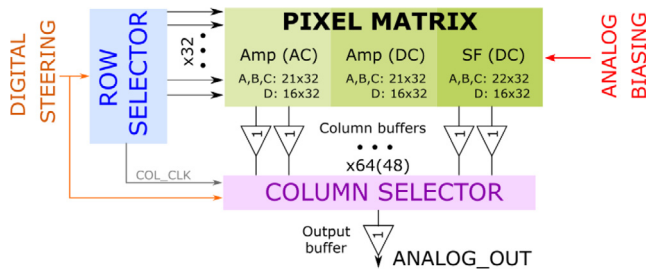 PIXEL MATRIX
Amp (AC)
A,B,C: 21x32
D: 16x32
Amp (DC)
A,B,C: 21x32
D: 16x32
SF (DC)
A,B,C: 22x32
D: 16x32
DIGITAL
STEERING
ROW
SELECTOR
x32
ANALOG
BIASING
1
1
Column buffers
x64(48)
1
1
COL_CLK
COLUMN SELECTOR
Output
buffer
1
ANALOG_OUT